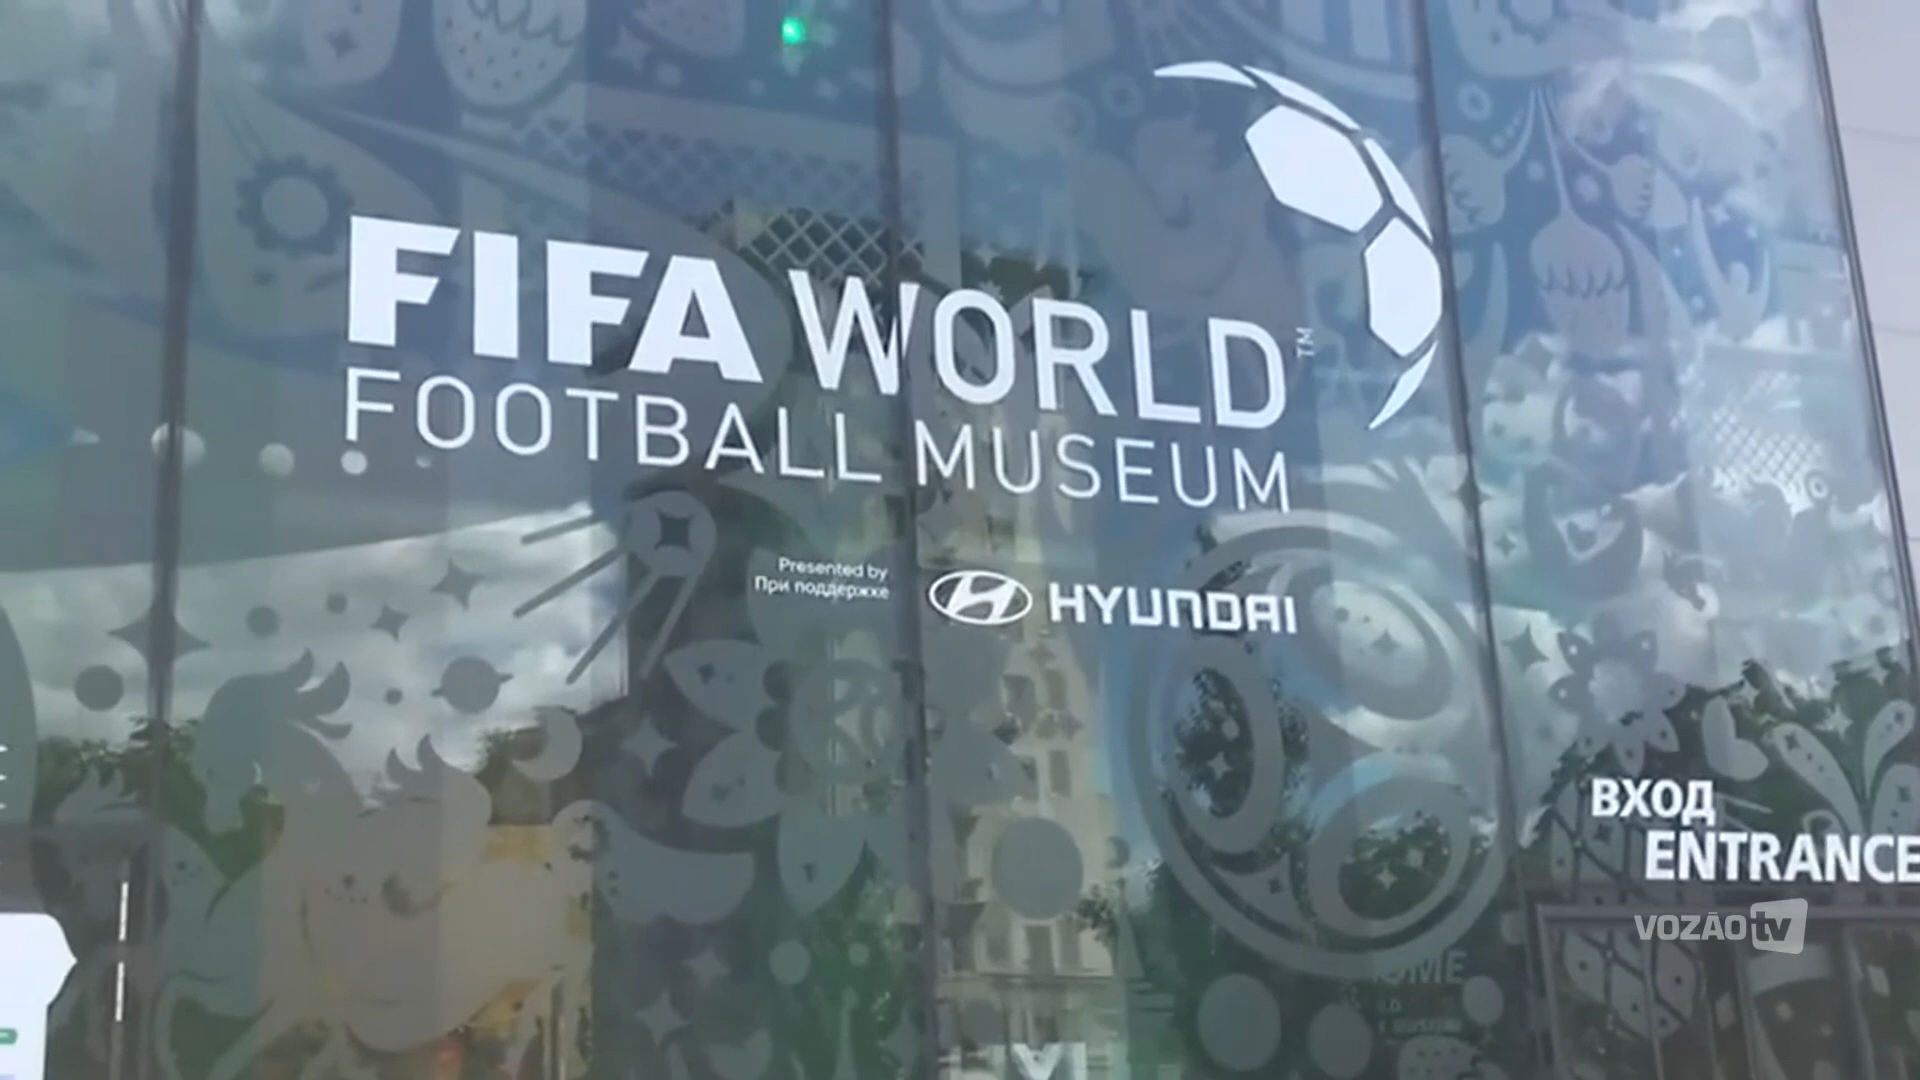 FIFA WORLD™
FOOTBALL MUSEUM
Presented by
При поддержке
HYUNDAI
ВХОД
ENTRANCE
VOZÃO tv